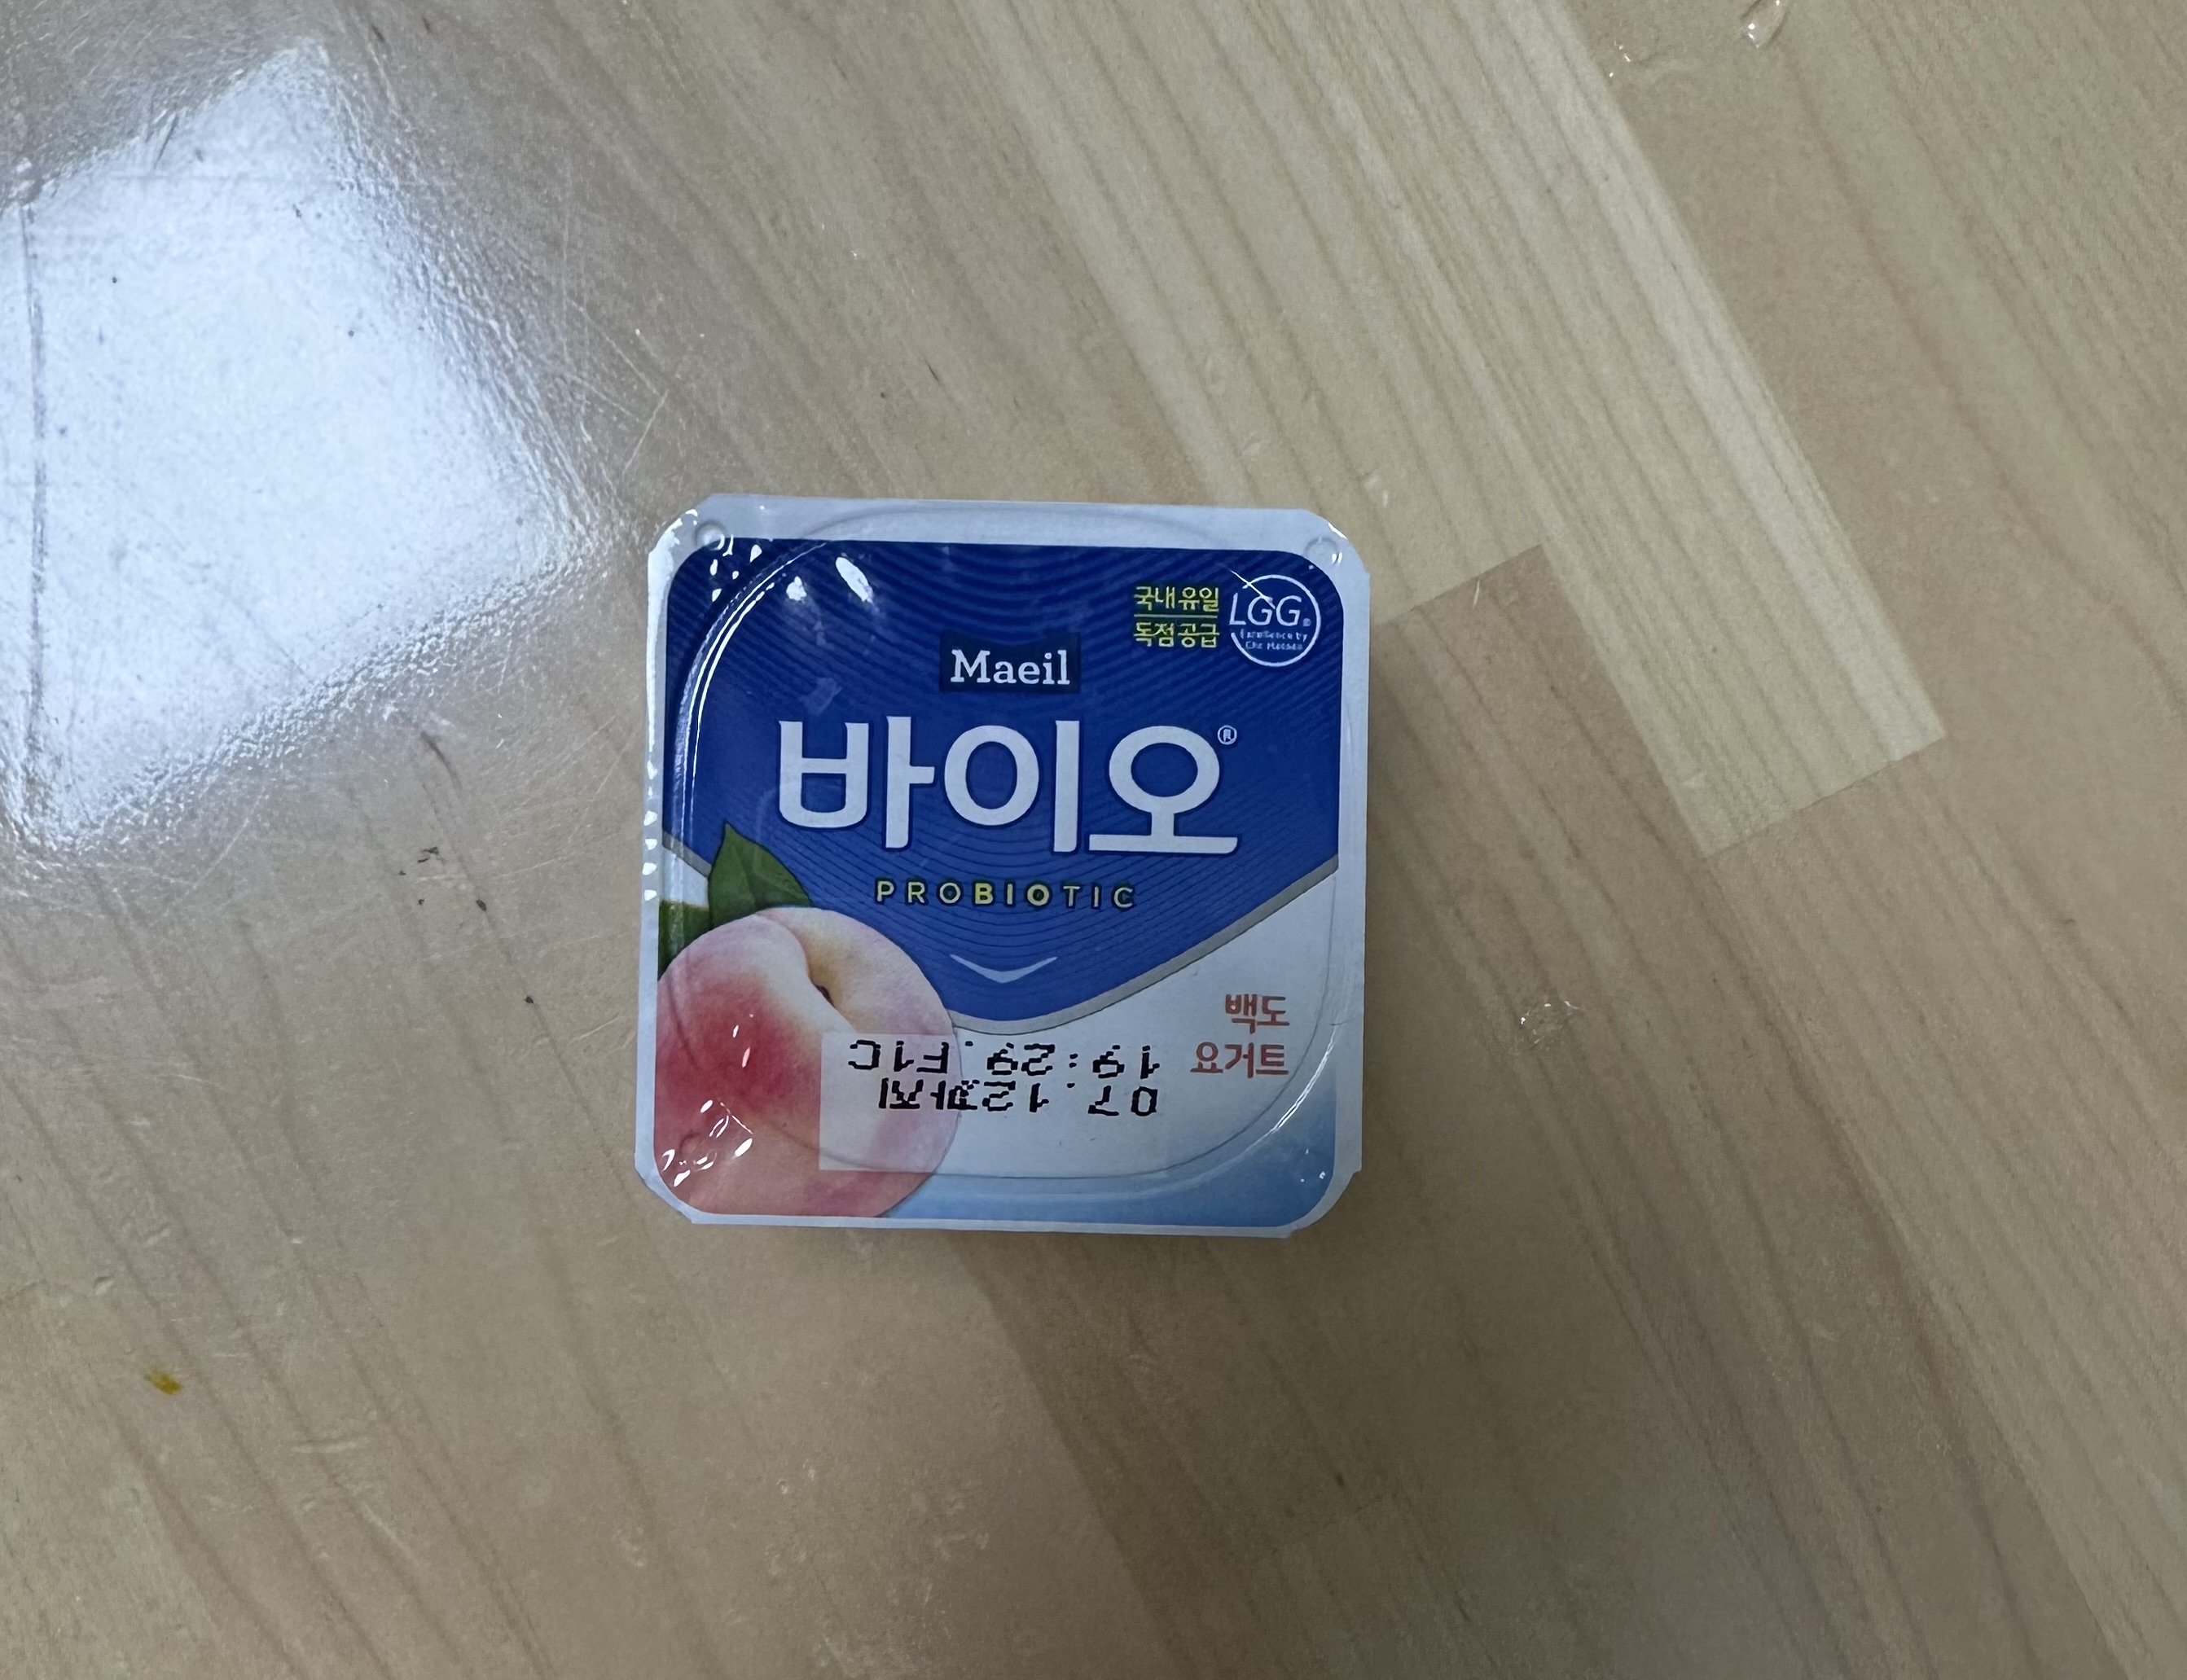 국내유일
독점공급
LGG®
Maeil
바이오®
PROBIOTIC
백도
요거트
07.12까지
19:29.F1C